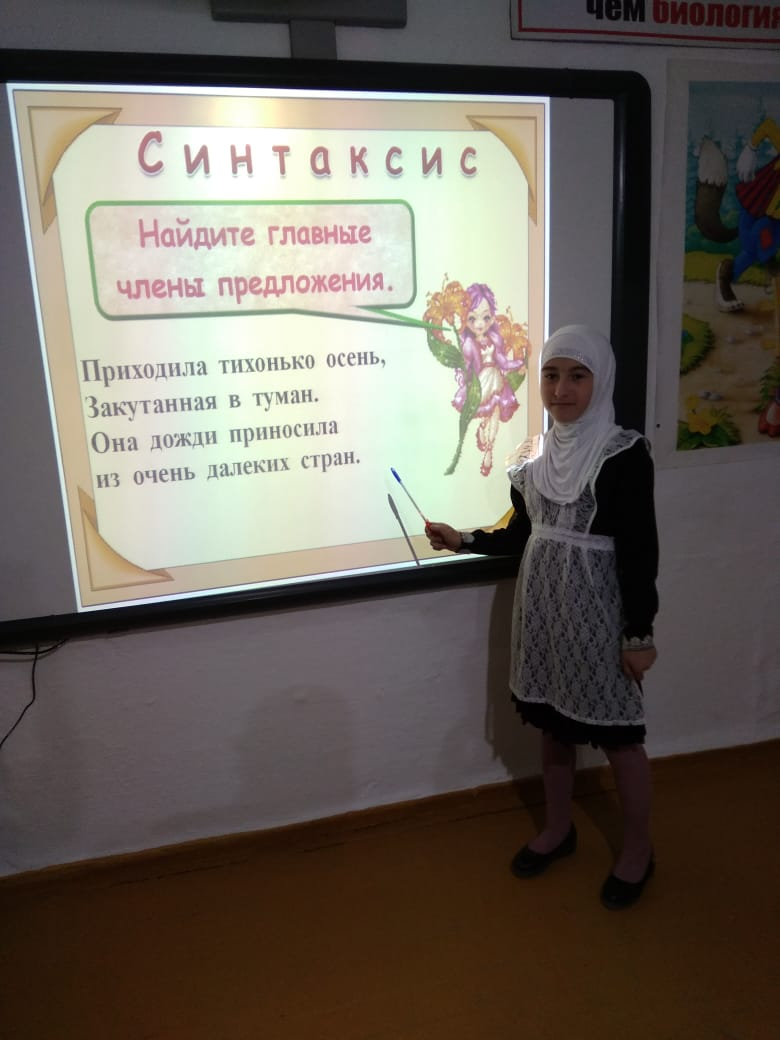 чем биология
Синтаксис
Найдите главные
члены предложения.
Приходила тихонько осень,
Закутанная в туман.
Она дожди приносила
из очень далеких стран.